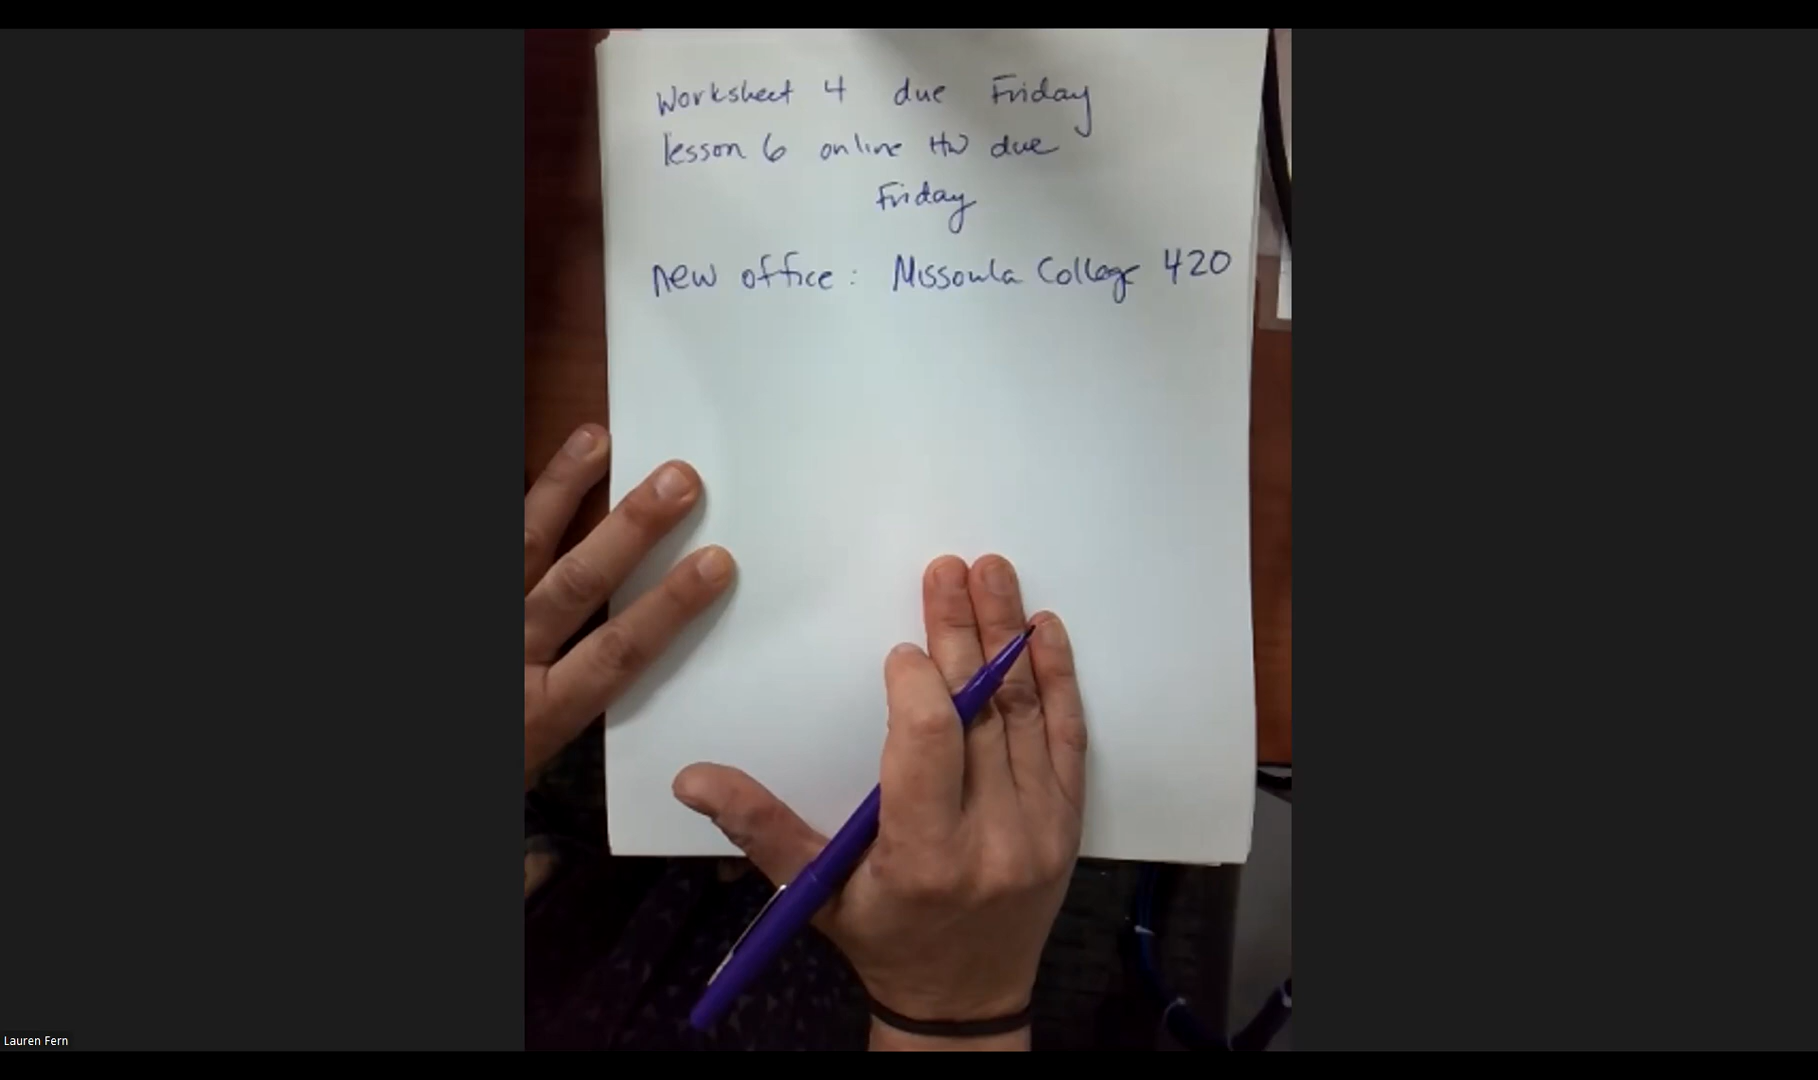 Worksheet 4 due Friday
lesson 6 online HW due
Friday
new office: Missoula College 420
Lauren Fern